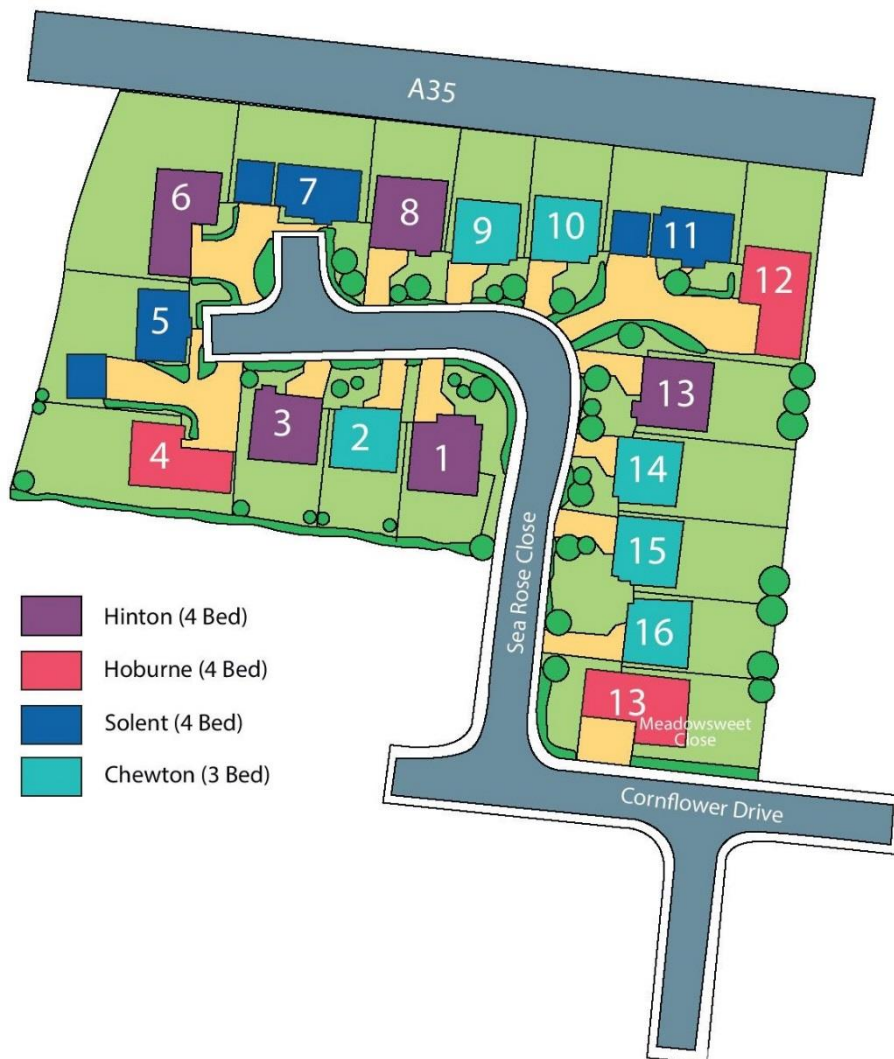 A35
6
7
8
9
10
11
12
5
13
4
3
2
1
14
15
16
13
Meadowsweet
Close
Sea Rose Close
Cornflower Drive
Hinton (4 Bed)
Hoburne (4 Bed)
Solent (4 Bed)
Chewton (3 Bed)